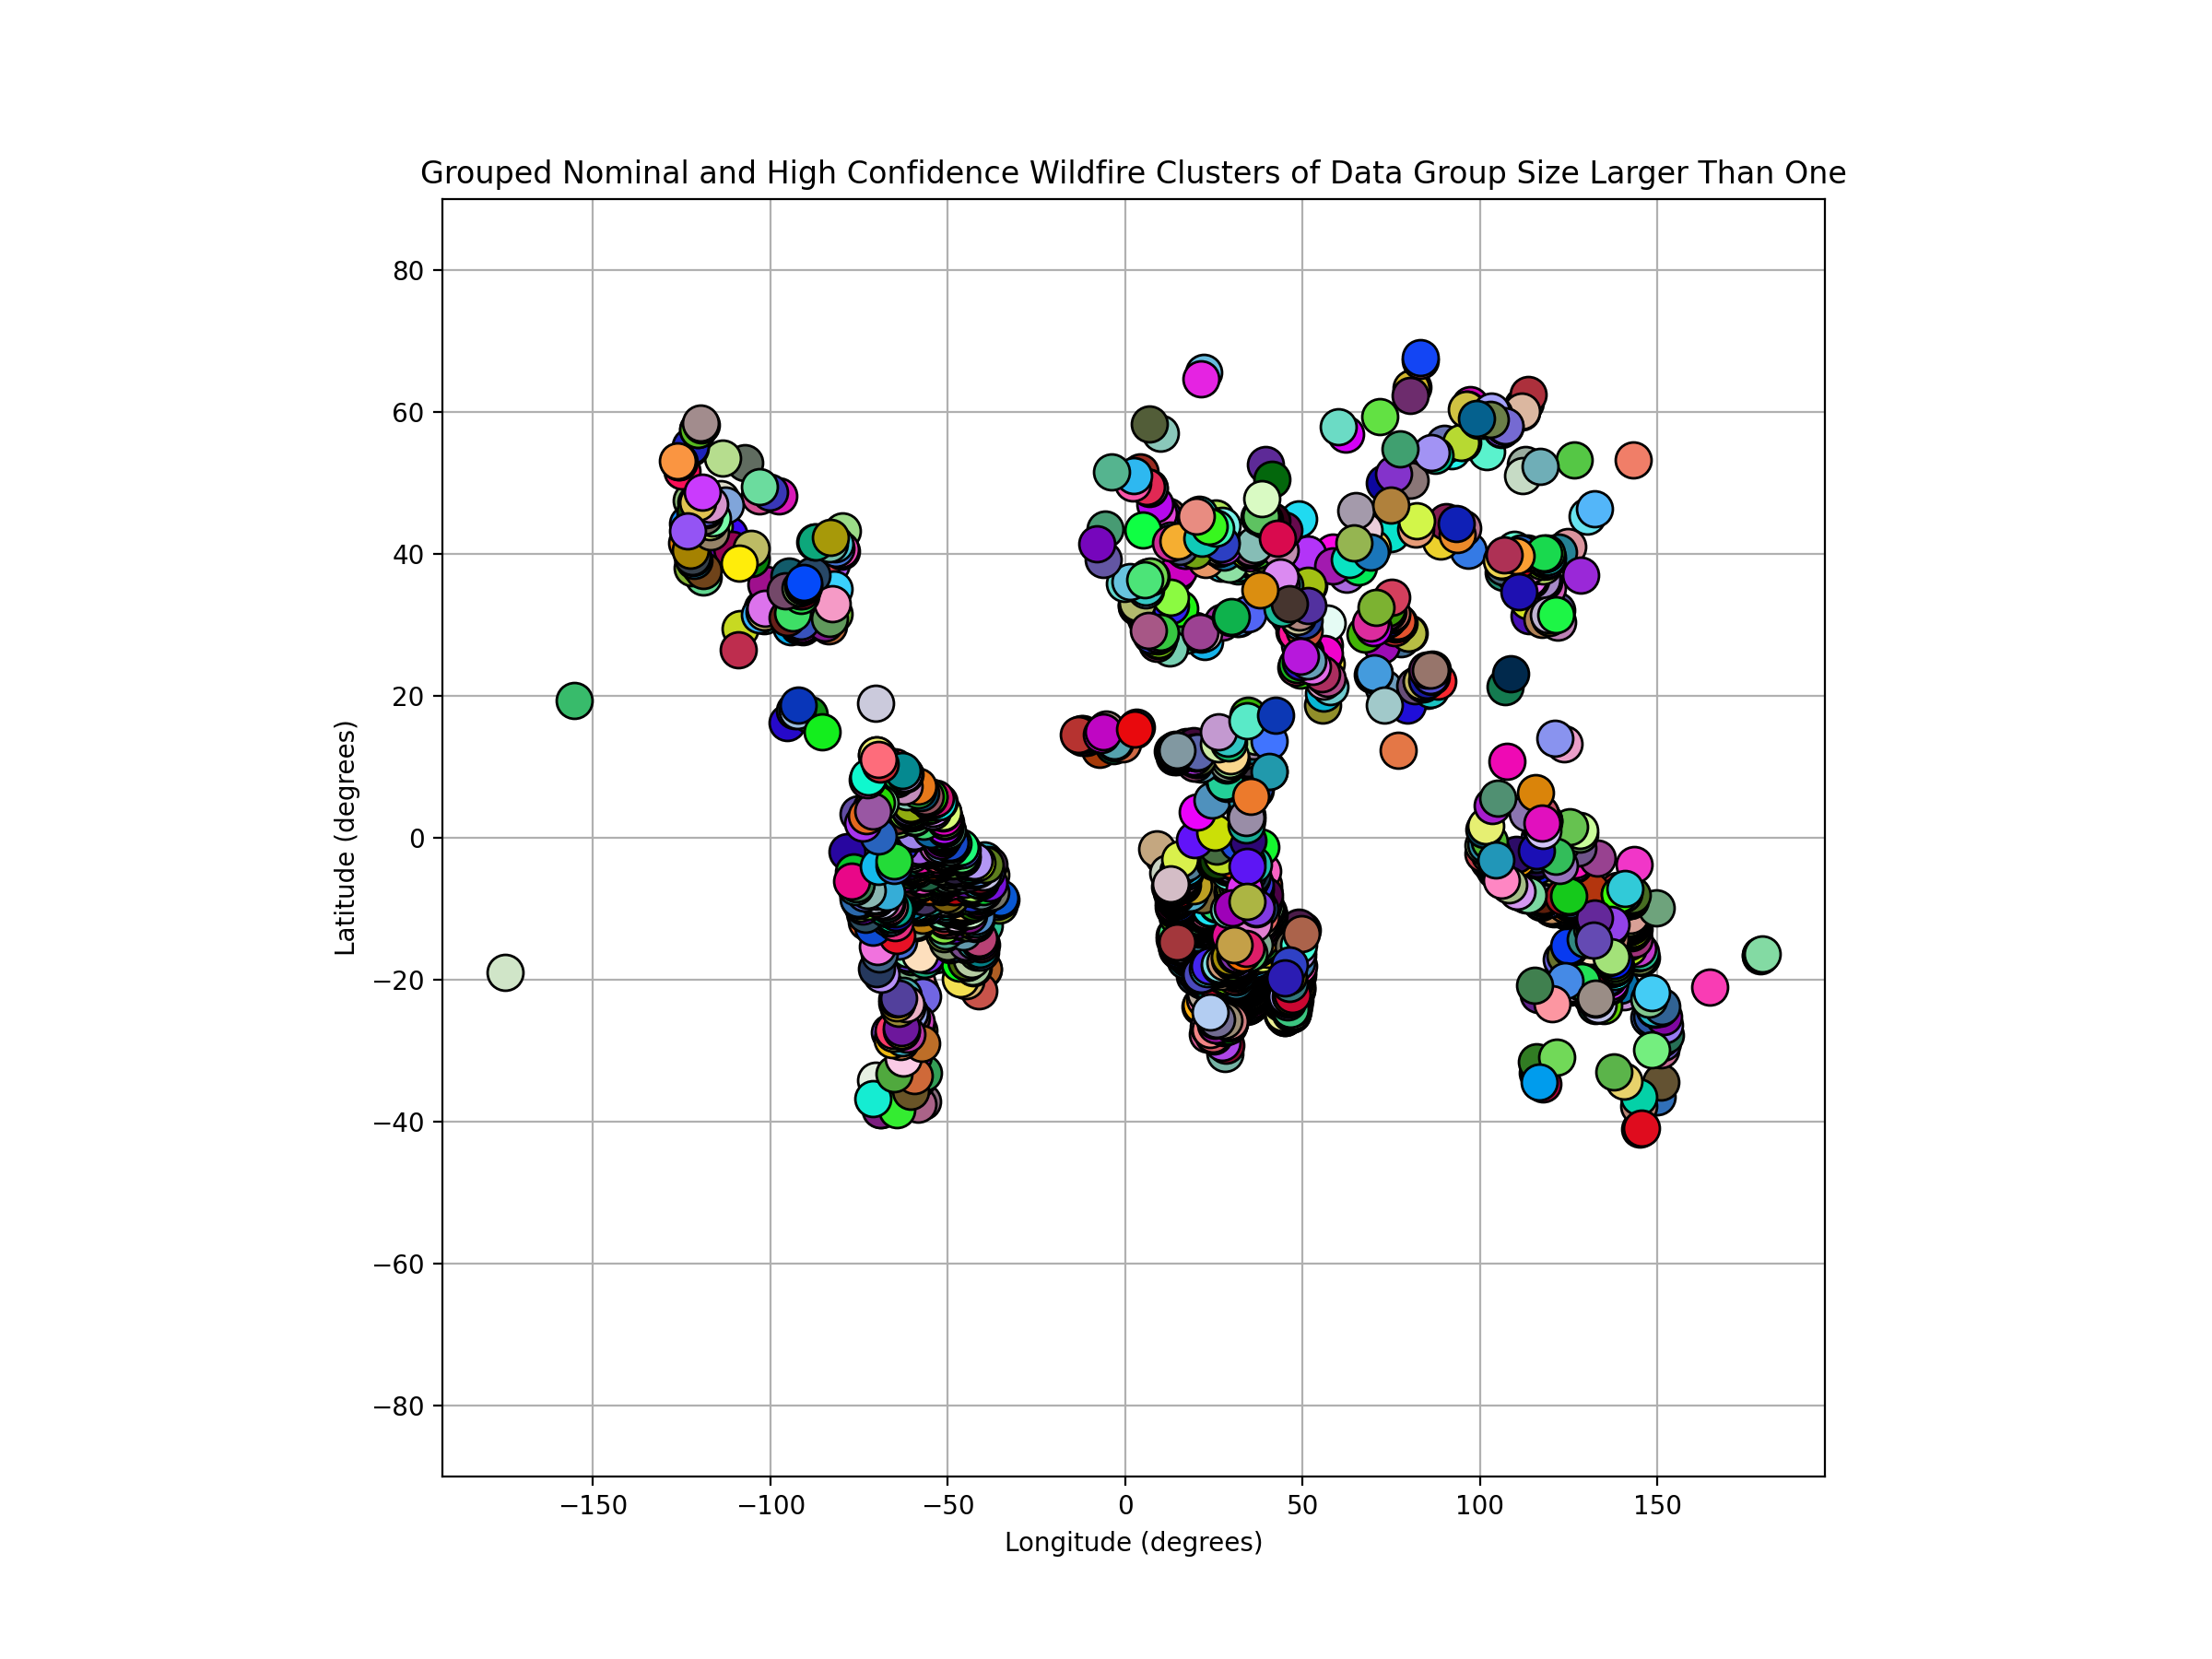 Grouped Nominal and High Confidence Wildfire Clusters of Data Group Size Larger Than One
80
60
40
20
0
−20
−40
−60
−80
Latitude (degrees)
−150 −100 −50 0 50 100 150
Longitude (degrees)